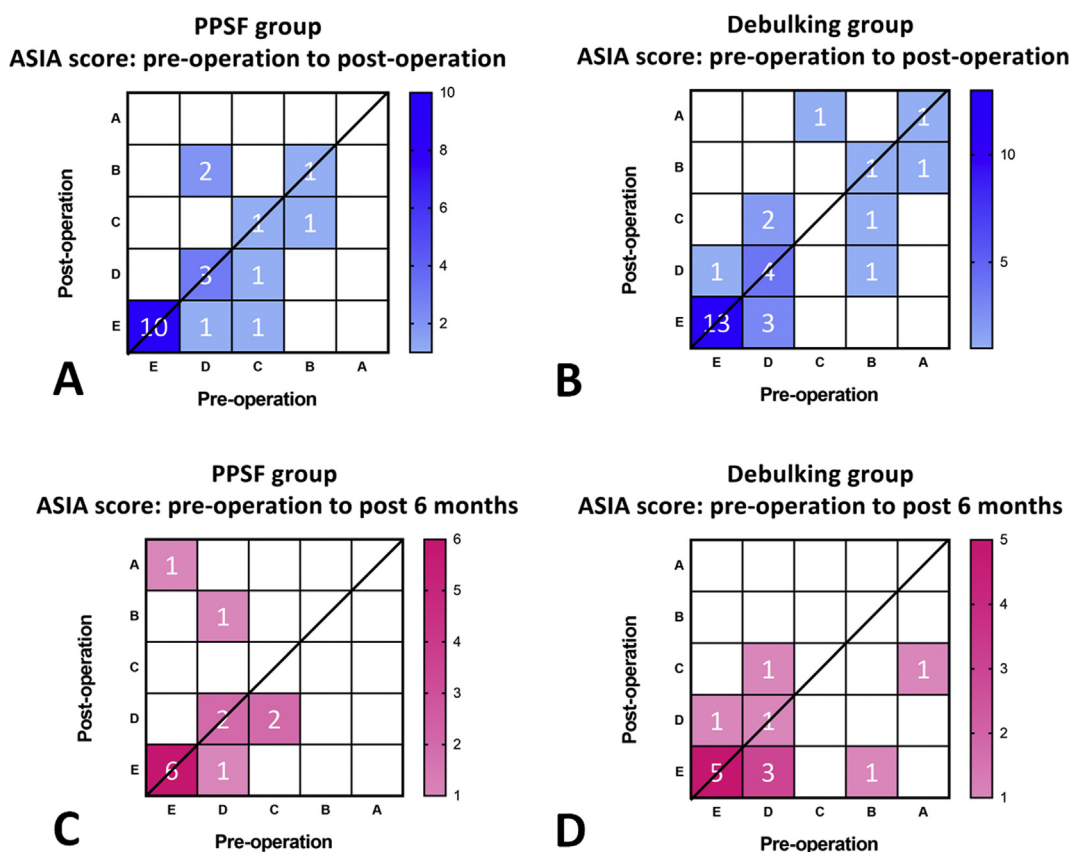 PPSF group
ASIA score: pre-operation to post-operation
A
B 2 1
C 1 1
D 3 1
E 10 1 1
E D C B A
Pre-operation
Post-operation
10
8
6
4
2
A
Debulking group
ASIA score: pre-operation to post-operation
A 1 1
B 1 1
C 2 1
D 1 4 1
E 13 3
E D C B A
Pre-operation
Post-operation
10
5
B
PPSF group
ASIA score: pre-operation to post 6 months
A 1
B 1
C
D 2 2
E 6 1
E D C B A
Pre-operation
Post-operation
6
5
4
3
2
1
C
Debulking group
ASIA score: pre-operation to post 6 months
A
B
C 1 1
D 1 1
E 5 3 1
E D C B A
Pre-operation
Post-operation
5
4
3
2
1
D